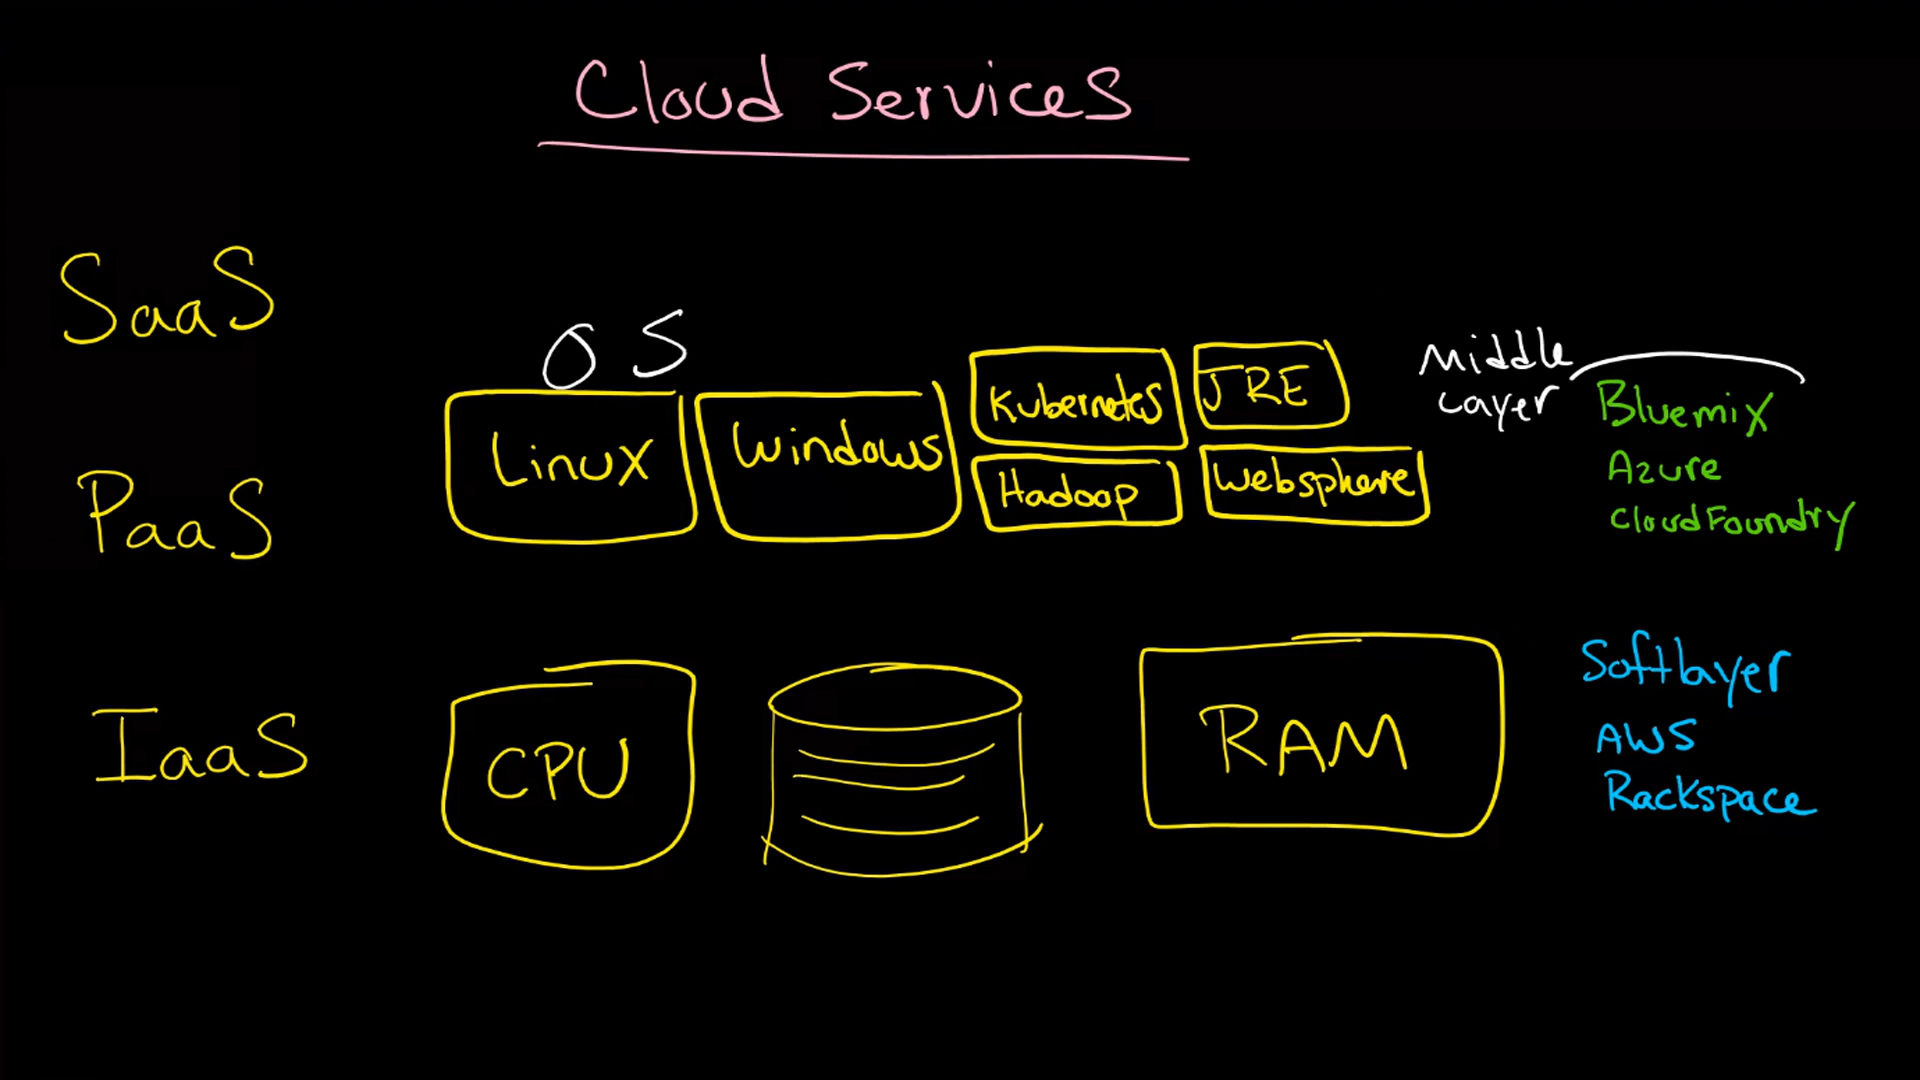 Cloud Services
SaaS
OS
Middle
Layer
PaaS
Linux
Windows
Kubernetes
JRE
Hadoop
Websphere
Bluemix
Azure
CloudFoundry
IaaS
CPU
RAM
Softlayer
AWS
Rackspace